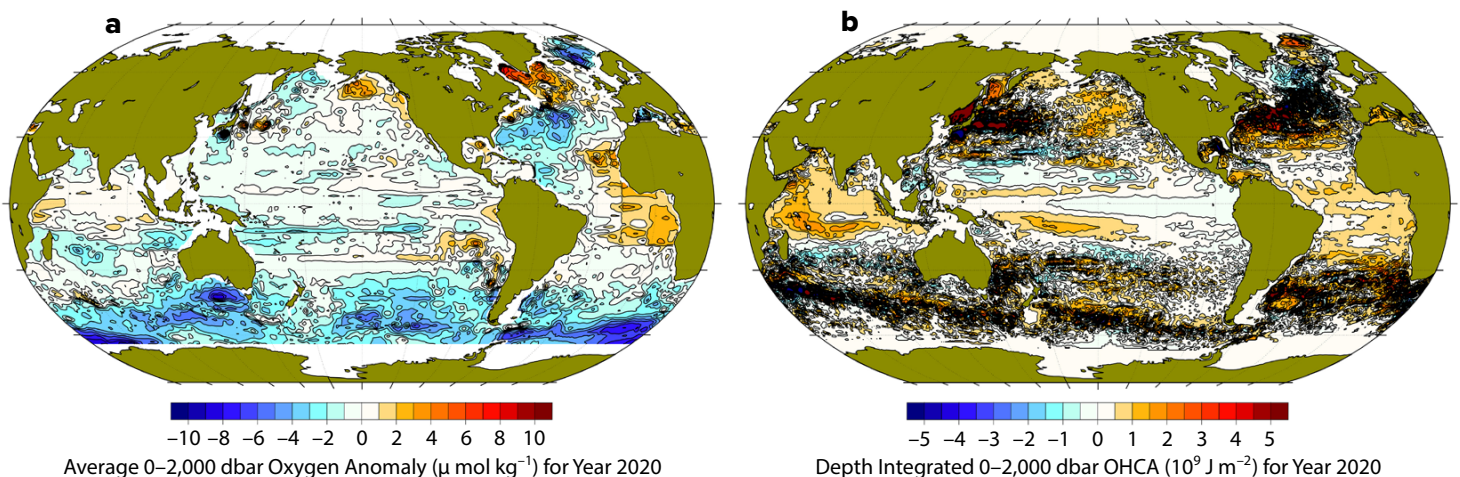 a
b
−10 −8 −6 −4 −2 0 2 4 6 8 10
Average 0–2,000 dbar Oxygen Anomaly (μ mol kg⁻¹) for Year 2020
−5 −4 −3 −2 −1 0 1 2 3 4 5
Depth Integrated 0–2,000 dbar OHCA (10⁹ J m⁻²) for Year 2020